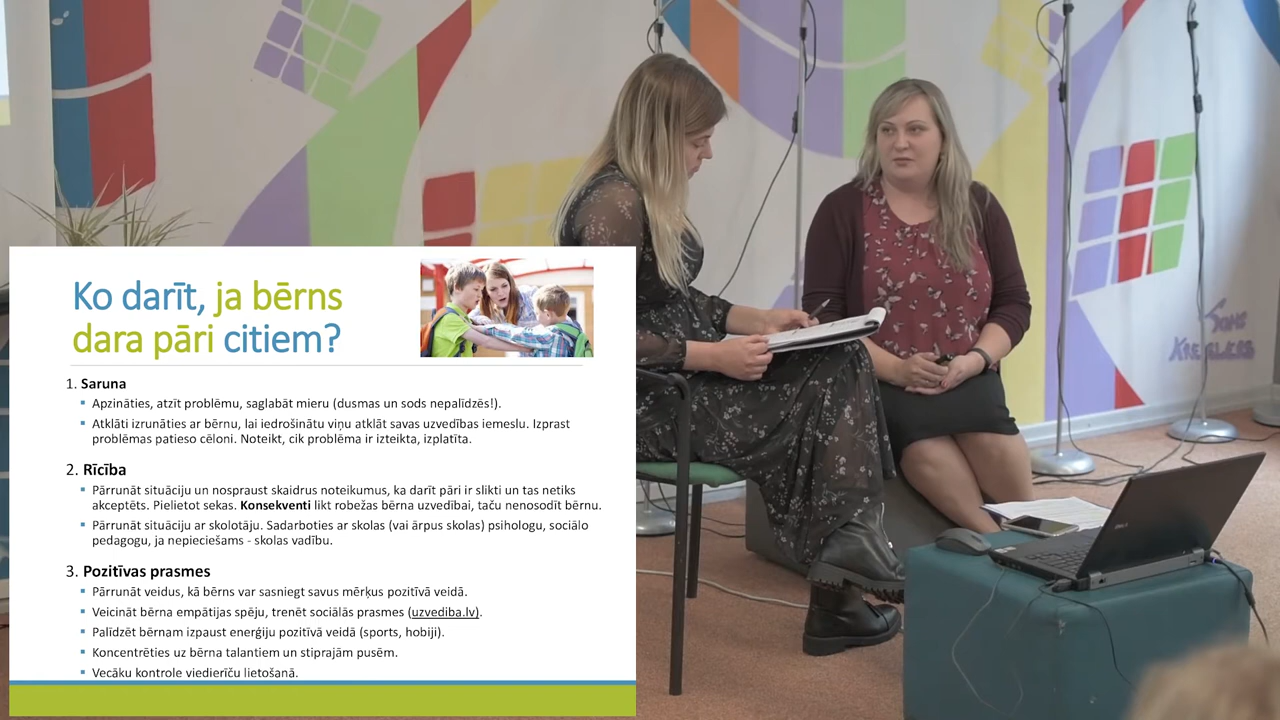 Ko darīt, ja bērns
dara pāri citiem?
1. Saruna
▪ Apzināties, atzīt problēmu, saglabāt mieru (dusmas un sods nepalīdzēs!).
▪ Atklāti izrunāties ar bērnu, lai iedrošinātu viņu atklāt savas uzvedības iemeslu. Izprast
problēmas patieso cēloni. Noteikt, cik problēma ir izteikta, izplatīta.
2. Rīcība
▪ Pārrunāt situāciju un nospraust skaidrus noteikumus, ka darīt pāri ir slikti un tas netiks
akceptēts. Pielietot sekas. Konsekventi likt robežas bērna uzvedībai, taču nenosodīt bērnu.
▪ Pārrunāt situāciju ar skolotāju. Sadarboties ar skolas (vai ārpus skolas) psihologu, sociālo
pedagogu, ja nepieciešams - skolas vadību.
3. Pozitīvas prasmes
▪ Pārrunāt veidus, kā bērns var sasniegt savus mērķus pozitīvā veidā.
▪ Veicināt bērna empātijas spēju, trenēt sociālās prasmes (uzvediba.lv).
▪ Palīdzēt bērnam izpaust enerģiju pozitīvā veidā (sports, hobiji).
▪ Koncentrēties uz bērna talantiem un stiprajām pusēm.
▪ Vecāku kontrole viedierīču lietošanā.
DELL